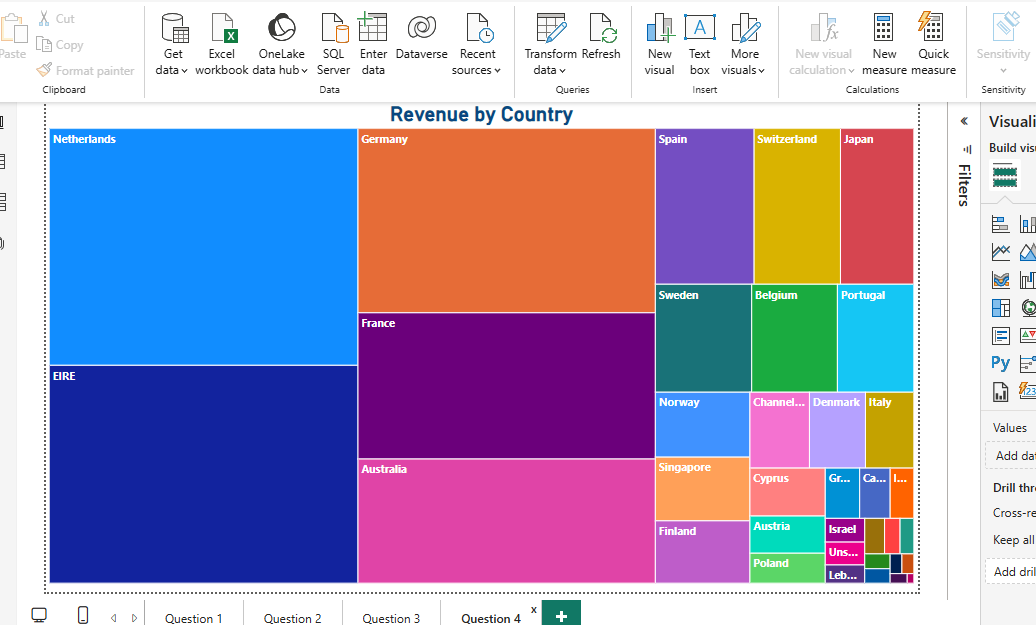 Paste
Cut
Copy
Format painter
Clipboard
Get
data
Excel
workbook
OneLake
data hub
SQL
Server
Enter
data
Dataverse
Recent
sources
Data
Transform
data
Refresh
Queries
New
visual
Text
box
More
visuals
Insert
New visual
calculation
New
measure
Quick
measure
Calculations
Sensitivity
Sensitivity
Revenue by Country
Netherlands
EIRE
Germany
France
Australia
Spain
Switzerland
Japan
Sweden
Belgium
Portugal
Norway
Singapore
Finland
Channel...
Denmark
Italy
Cyprus
Austria
Poland
Gr...
Ca...
I...
Israel
Uns...
Leb...
Filters
Visuali
Build visu
Py
123
Values
Add dat
Drill thro
Cross-re
Keep all
Add dril
Question 1
Question 2
Question 3
Question 4
x
+